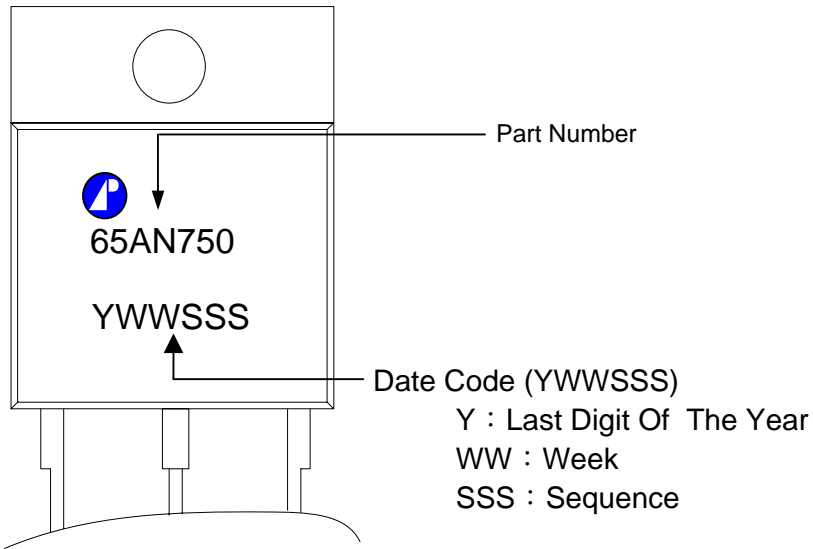 Part Number
65AN750
YWWSSS
Date Code (YWWSSS)
Y：Last Digit Of The Year
WW：Week
SSS：Sequence